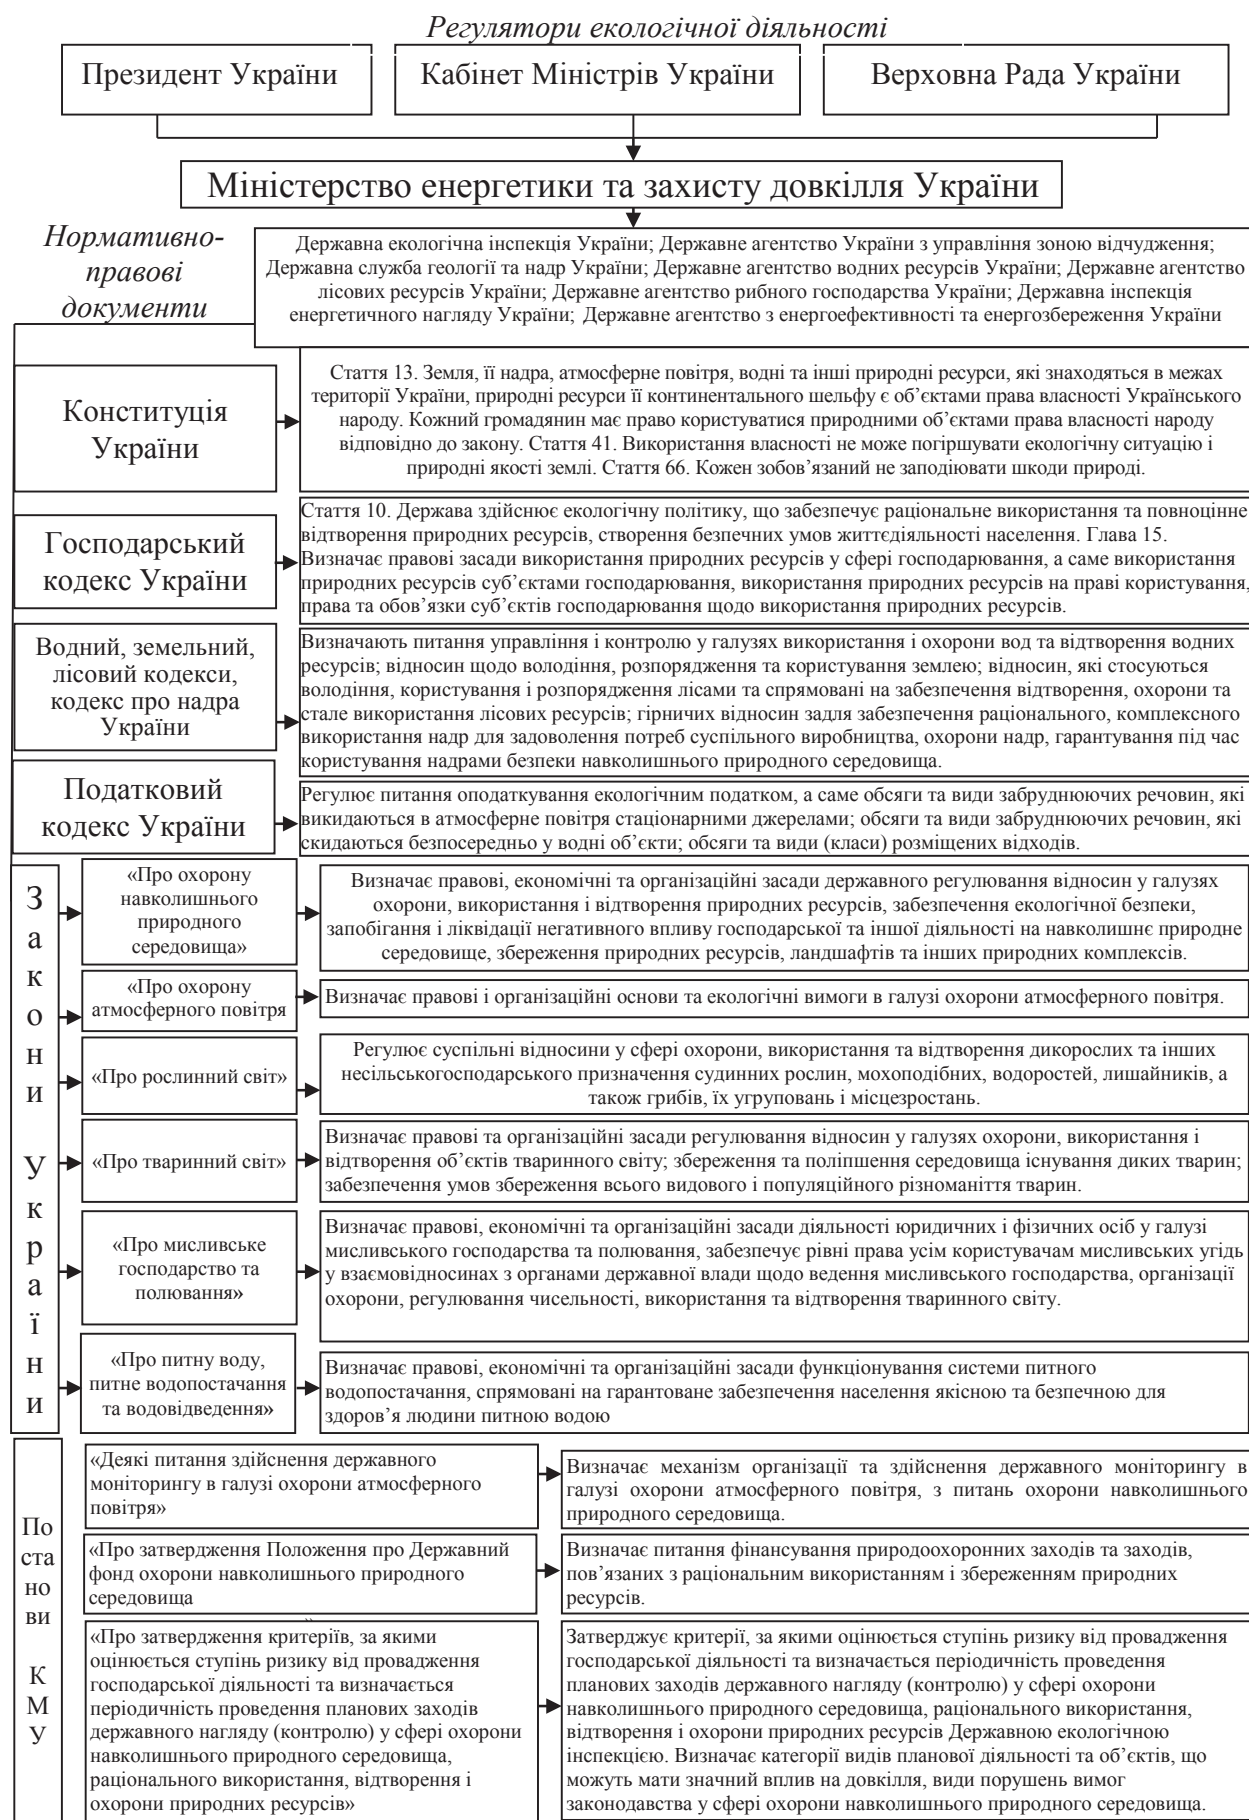 Регулятори екологічної діяльності
Президент України
Кабінет Міністрів України
Верховна Рада України
Міністерство енергетики та захисту довкілля України
Нормативно-
правові
документи
Державна екологічна інспекція України; Державне агентство України з управління зоною відчудження;
Державна служба геології та надр України; Державне агентство водних ресурсів України; Державне агентство
лісових ресурсів України; Державне агентство рибного господарства України; Державна інспекція
енергетичного нагляду України; Державне агентство з енергоефективності та енергозбереження України
Конституція
України
Стаття 13. Земля, її надра, атмосферне повітря, водні та інші природні ресурси, які знаходяться в межах
території України, природні ресурси її континентального шельфу є об’єктами права власності Українського
народу. Кожний громадянин має право користуватися природними об’єктами права власності народу
відповідно до закону. Стаття 41. Використання власності не може погіршувати екологічну ситуацію і
природні якості землі. Стаття 66. Кожен зобов’язаний не заподіювати шкоди природі.
Господарський
кодекс України
Стаття 10. Держава здійснює екологічну політику, що забезпечує раціональне використання та повноцінне
відтворення природних ресурсів, створення безпечних умов життєдіяльності населення. Глава 15.
Визначає правові засади використання природних ресурсів у сфері господарювання, а саме використання
природних ресурсів суб’єктами господарювання, використання природних ресурсів на праві користування,
права та обов’язки суб’єктів господарювання щодо використання природних ресурсів.
Водний, земельний,
лісовий кодекси,
кодекс про надра
України
Визначають питання управління і контролю у галузях використання і охорони вод та відтворення водних
ресурсів; відносин щодо володіння, розпорядження та користування землею; відносин, які стосуються
володіння, користування і розпорядження лісами та спрямовані на забезпечення відтворення, охорони та
стале використання лісових ресурсів; гірничих відносин задля забезпечення раціонального, комплексного
використання надр для задоволення потреб суспільного виробництва, охорони надр, гарантування під час
користування надрами безпеки навколишнього природного середовища.
Податковий
кодекс України
Регулює питання оподаткування екологічним податком, а саме обсяги та види забруднюючих речовин, які
викидаються в атмосферне повітря стаціонарними джерелами; обсяги та види забруднюючих речовин, які
скидаються безпосередньо у водні об’єкти; обсяги та види (класи) розміщених відходів.
З
а
к
о
н
и
У
к
р
а
ї
н
и
«Про охорону
навколишнього
природного
середовища»
Визначає правові, економічні та організаційні засади державного регулювання відносин у галузях
охорони, використання і відтворення природних ресурсів, забезпечення екологічної безпеки,
запобігання і ліквідації негативного впливу господарської та іншої діяльності на навколишнє природне
середовище, збереження природних ресурсів, ландшафтів та інших природних комплексів.
«Про охорону
атмосферного повітря
Визначає правові і організаційні основи та екологічні вимоги в галузі охорони атмосферного повітря.
«Про рослинний світ»
Регулює суспільні відносини у сфері охорони, використання та відтворення дикорослих та інших
несільськогосподарського призначення судинних рослин, мохоподібних, водоростей, лишайників, а
також грибів, їх угруповань і місцезростань.
«Про тваринний світ»
Визначає правові та організаційні засади регулювання відносин у галузях охорони, використання і
відтворення об’єктів тваринного світу; збереження та поліпшення середовища існування диких тварин;
забезпечення умов збереження всього видового і популяційного різноманіття тварин.
«Про мисливське
господарство та
полювання»
Визначає правові, економічні та організаційні засади діяльності юридичних і фізичних осіб у галузі
мисливського господарства та полювання, забезпечує рівні права усім користувачам мисливських угідь
у взаємовідносинах з органами державної влади щодо ведення мисливського господарства, організації
охорони, регулювання чисельності, використання та відтворення тваринного світу.
«Про питну воду,
питне водопостачання
та водовідведення»
Визначає правові, економічні та організаційні засади функціонування системи питного
водопостачання, спрямовані на гарантоване забезпечення населення якісною та безпечною для
здоров’я людини питною водою
По
ста
но
ви
К
М
У
«Деякі питання здійснення державного
моніторингу в галузі охорони атмосферного
повітря»
Визначає механізм організації та здійснення державного моніторингу в
галузі охорони атмосферного повітря, з питань охорони навколишнього
природного середовища.
«Про затвердження Положення про Державний
фонд охорони навколишнього природного
середовища
Визначає питання фінансування природоохоронних заходів та заходів,
пов’язаних з раціональним використанням і збереженням природних
ресурсів.
«Про затвердження критеріїв, за якими
оцінюється ступінь ризику від провадження
господарської діяльності та визначається
періодичність проведення планових заходів
державного нагляду (контролю) у сфері охорони
навколишнього природного середовища,
раціонального використання, відтворення і
охорони природних ресурсів»
Затверджує критерії, за якими оцінюється ступінь ризику від провадження
господарської діяльності та визначається періодичність проведення
планових заходів державного нагляду (контролю) у сфері охорони
навколишнього природного середовища, раціонального використання,
відтворення і охорони природних ресурсів Державною екологічною
інспекцією. Визначає категорії видів планової діяльності та об’єктів, що
можуть мати значний вплив на довкілля, види порушень вимог
законодавства у сфері охорони навколишнього природного середовища.